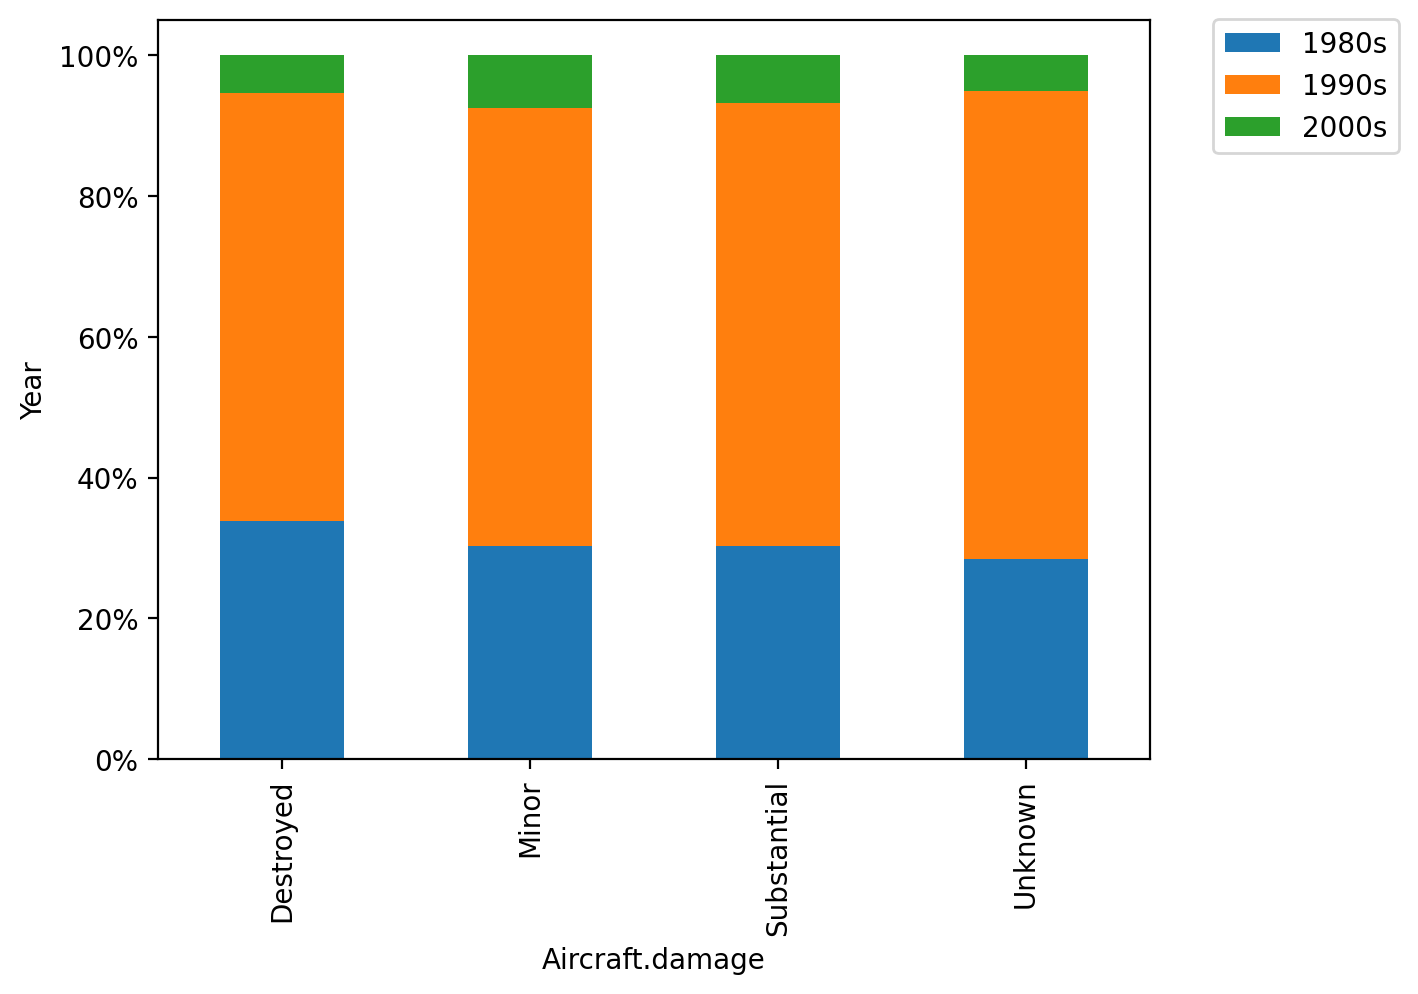 100%
80%
60%
40%
20%
0%
Year
Destroyed
Minor
Substantial
Unknown
Aircraft.damage
1980s
1990s
2000s